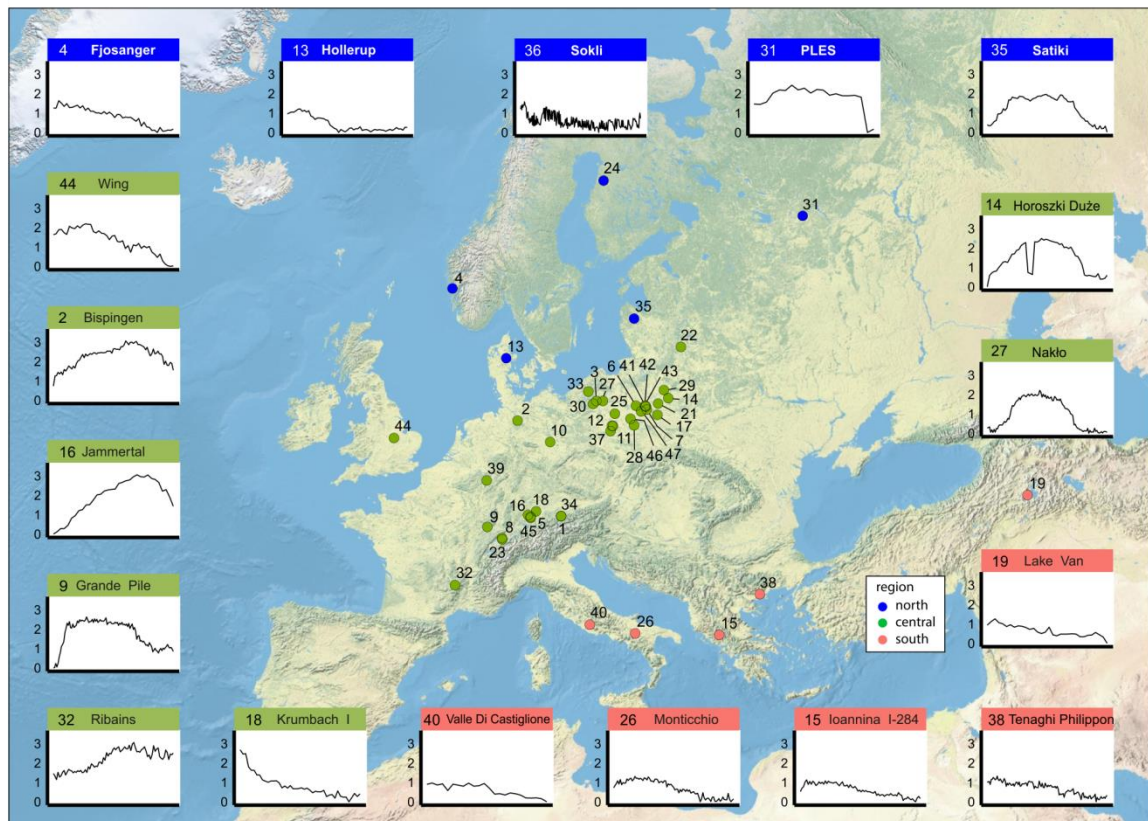 4 Fjosanger
3
2
1
0
13 Hollerup
3
2
1
0
36 Sokli
3
2
1
0
31 PLES
3
2
1
0
35 Satiki
3
2
1
0
44 Wing
3
2
1
0
24
31
14 Horoszki Duże
3
2
1
0
4
35
22
13
2 Bispingen
3
2
1
0
6 41 42 43
3 27 29
33 14
30 25 21
2 12 17
44 10 37 11 7
28 46 47
27 Nakło
3
2
1
0
16 Jammertal
3
2
1
0
39
16 18 34
9 8 45 5 1
23
19
9 Grande Pile
3
2
1
0
32
38
40
26
15
region
north
central
south
19 Lake Van
3
2
1
0
32 Ribains
3
2
1
0
18 Krumbach I
3
2
1
0
40 Valle Di Castiglione
3
2
1
0
26 Monticchio
3
2
1
0
15 Ioannina I-284
3
2
1
0
38 Tenaghi Philippon
3
2
1
0